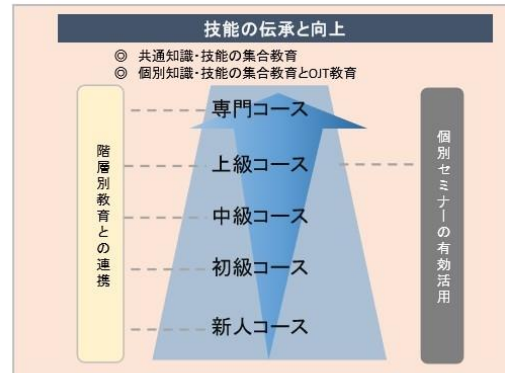 技能の伝承と向上
◎ 共通知識・技能の集合教育
◎ 個別知識・技能の集合教育とOJT教育
専門コース
上級コース
中級コース
初級コース
新人コース
階層別教育との連携
個別セミナーの有効活用